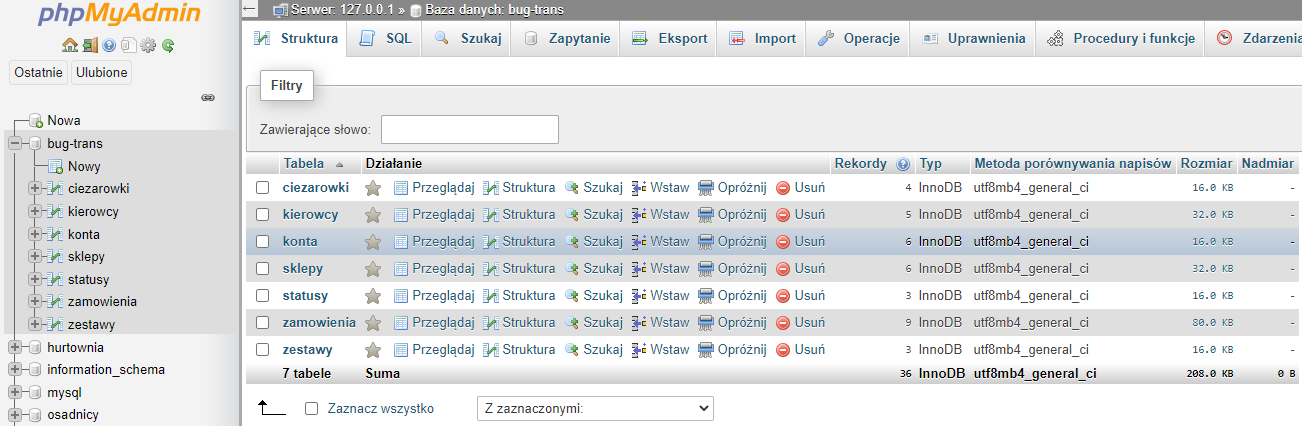 phpMyAdmin
Ostatnie Ulubione
Nowa
bug-trans
Nowy
ciezarowki
kierowcy
konta
sklepy
statusy
zamowienia
zestawy
hurtownia
information_schema
mysql
osadnicy
Serwer: 127.0.0.1 » Baza danych: bug-trans
Struktura SQL Szukaj Zapytanie Eksport Import Operacje Uprawnienia Procedury i funkcje Zdarzenia
Filtry
Zawierające słowo:
Tabela Działanie Rekordy Typ Metoda porównywania napisów Rozmiar Nadmiar
ciezarowki Przeglądaj Struktura Szukaj Wstaw Opróżnij Usuń 4 InnoDB utf8mb4_general_ci 16.0 KB -
kierowcy Przeglądaj Struktura Szukaj Wstaw Opróżnij Usuń 5 InnoDB utf8mb4_general_ci 32.0 KB -
konta Przeglądaj Struktura Szukaj Wstaw Opróżnij Usuń 6 InnoDB utf8mb4_general_ci 16.0 KB -
sklepy Przeglądaj Struktura Szukaj Wstaw Opróżnij Usuń 6 InnoDB utf8mb4_general_ci 32.0 KB -
statusy Przeglądaj Struktura Szukaj Wstaw Opróżnij Usuń 3 InnoDB utf8mb4_general_ci 16.0 KB -
zamowienia Przeglądaj Struktura Szukaj Wstaw Opróżnij Usuń 9 InnoDB utf8mb4_general_ci 80.0 KB -
zestawy Przeglądaj Struktura Szukaj Wstaw Opróżnij Usuń 3 InnoDB utf8mb4_general_ci 16.0 KB -
7 tabele Suma 36 InnoDB utf8mb4_general_ci 208.0 KB 0 B
Zaznacz wszystko Z zaznaczonymi: